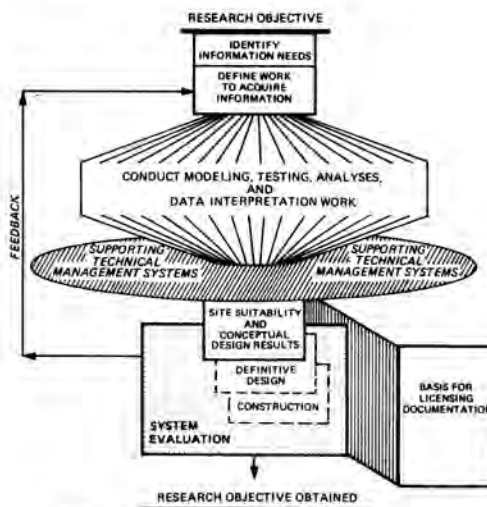 RESEARCH OBJECTIVE
IDENTIFY
INFORMATION NEEDS
DEFINE WORK
TO ACQUIRE
INFORMATION
CONDUCT MODELING, TESTING, ANALYSES,
AND
DATA INTERPRETATION WORK
FEEDBACK
SUPPORTING
TECHNICAL
MANAGEMENT SYSTEMS
SUPPORTING
TECHNICAL
MANAGEMENT SYSTEMS
SITE SUITABILITY
AND
CONCEPTUAL
DESIGN RESULTS
DEFINITIVE
DESIGN
CONSTRUCTION
SYSTEM
EVALUATION
BASIS FOR
LICENSING
DOCUMENTATION
RESEARCH OBJECTIVE OBTAINED